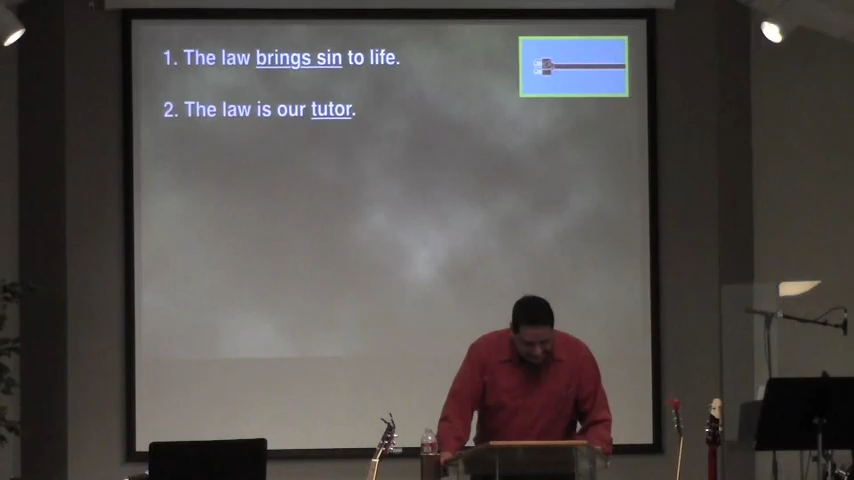 1. The law brings sin to life.
2. The law is our tutor.